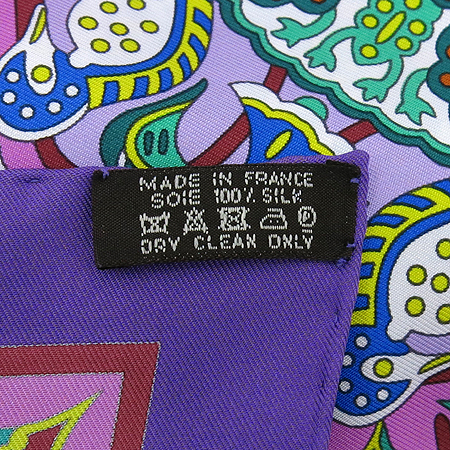 MADE IN FRANCE
SOIE 100% SILK
P
DRY CLEAN ONLY